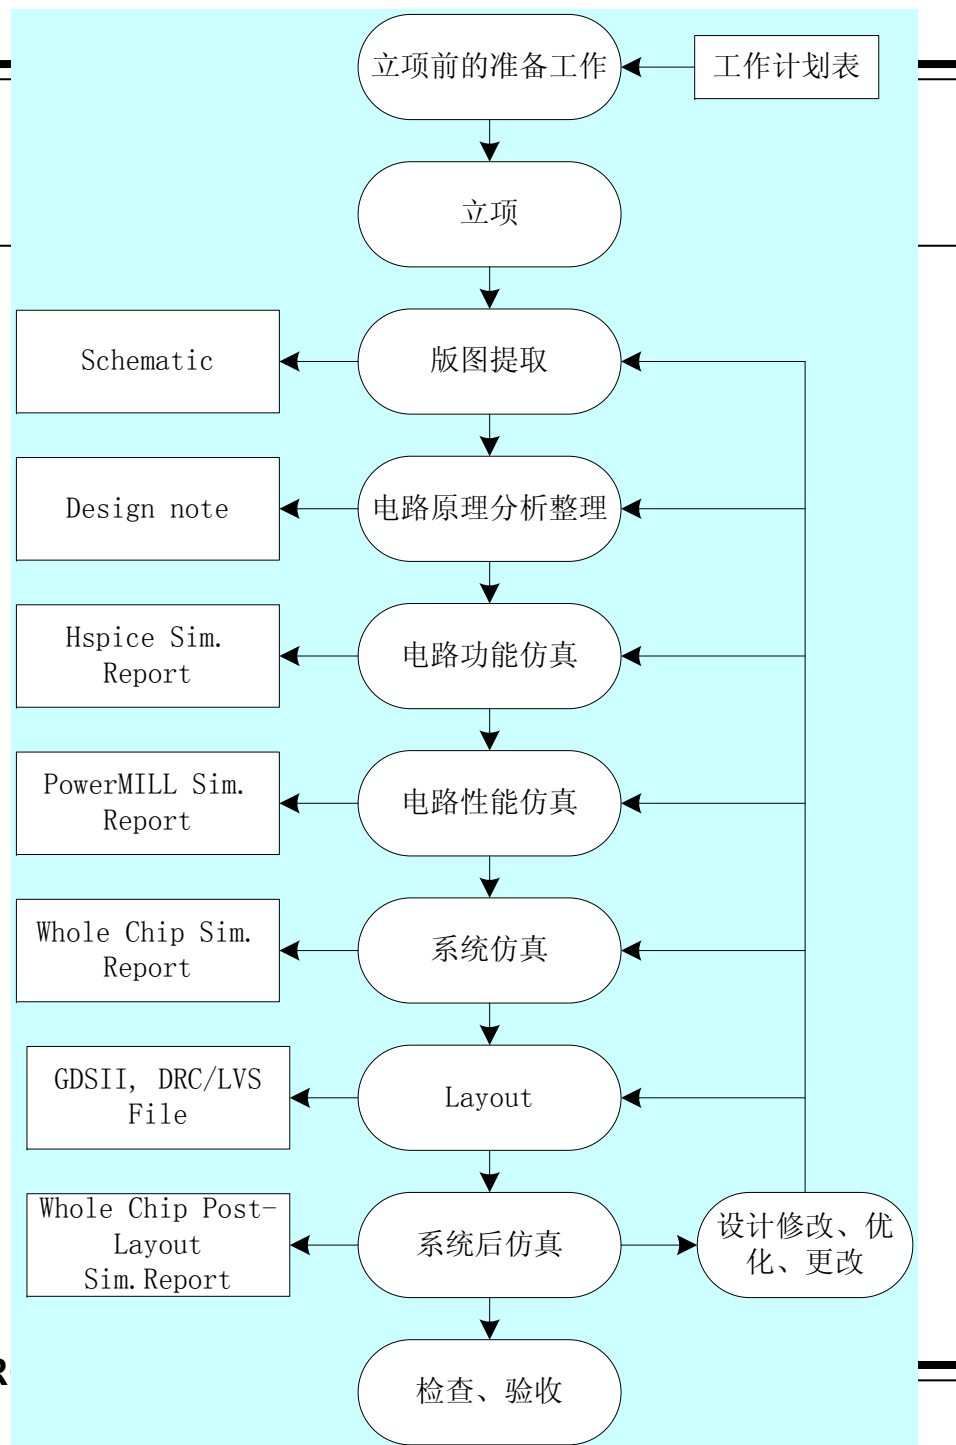 立项前的准备工作
工作计划表
立项
Schematic
版图提取
Design note
电路原理分析整理
Hspice Sim.
Report
电路功能仿真
PowerMILL Sim.
Report
电路性能仿真
Whole Chip Sim.
Report
系统仿真
GDSII, DRC/LVS
File
Layout
Whole Chip Post-
Layout
Sim.Report
系统后仿真
设计修改、优
化、更改
R
检查、验收